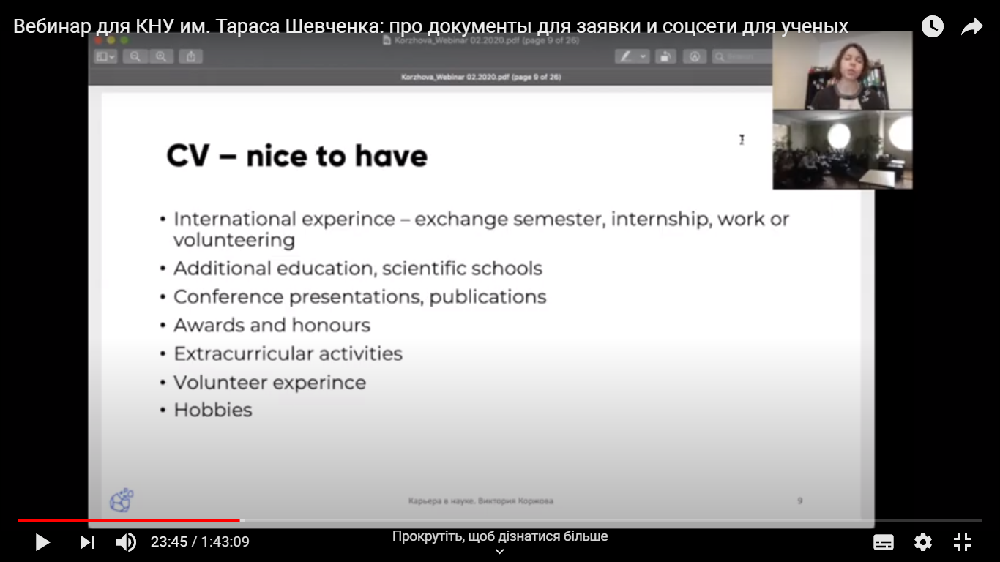 Вебинар для КНУ им. Тараса Шевченка: про документы для заявки и соцсети для ученых
Korzhova_Webinar 02.2020.pdf (page 9 of 26)
Search
Korzhova_Webinar 02.2020.pdf (page 9 of 26)
CV – nice to have
• International experince – exchange semester, internship, work or
volunteering
• Additional education, scientific schools
• Conference presentations, publications
• Awards and honours
• Extracurricular activities
• Volunteer experince
• Hobbies
Карьера в науке. Виктория Коржова
9
23:45 / 1:43:09
Прокрутіть, щоб дізнатися більше